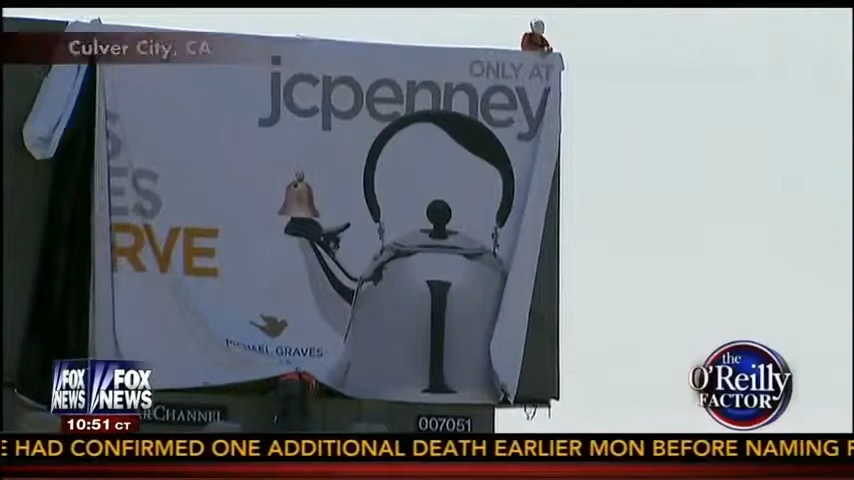 Culver City, CA
ONLY AT
jcpenney
S
ES
RVE
MICHAEL GRAVES
CLEARCHANNEL
007051
the
O'Reilly
FACTOR
FOX NEWS
FOX NEWS
10:51 CT
E HAD CONFIRMED ONE ADDITIONAL DEATH EARLIER MON BEFORE NAMING